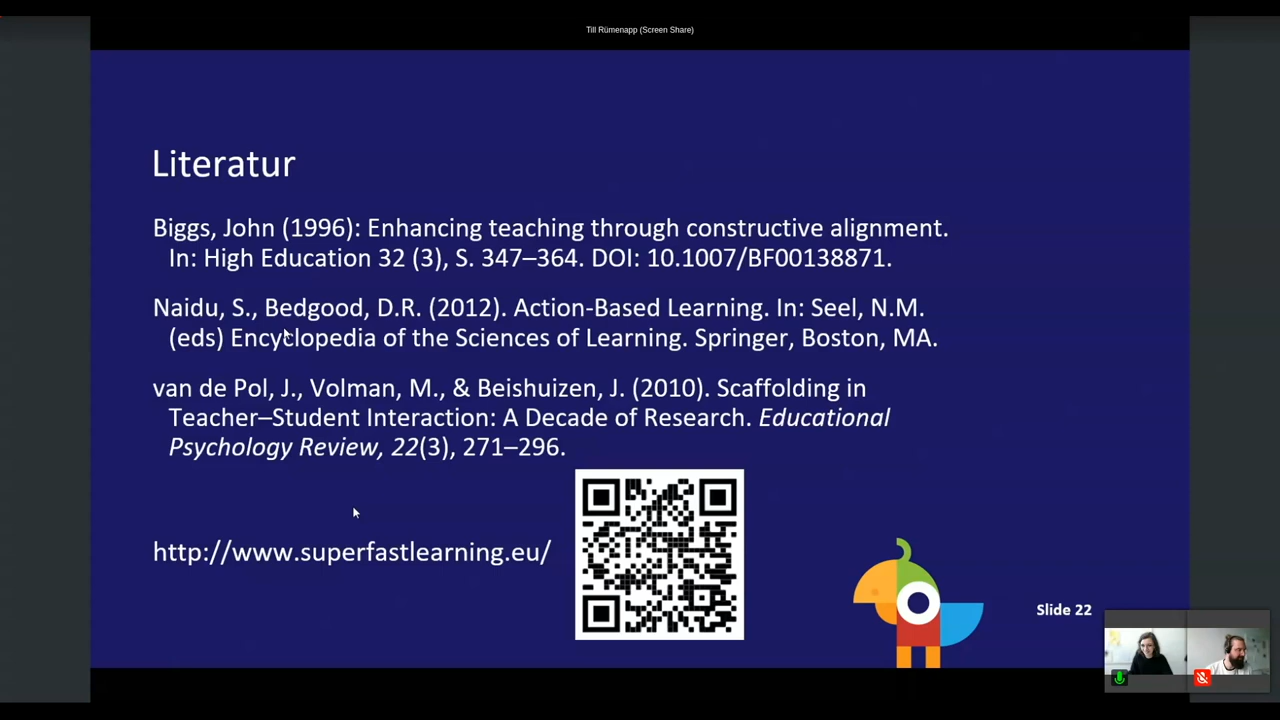 Till Rümenapp (Screen Share)
Literatur
Biggs, John (1996): Enhancing teaching through constructive alignment.
In: High Education 32 (3), S. 347–364. DOI: 10.1007/BF00138871.
Naidu, S., Bedgood, D.R. (2012). Action-Based Learning. In: Seel, N.M.
(eds) Encyclopedia of the Sciences of Learning. Springer, Boston, MA.
van de Pol, J., Volman, M., & Beishuizen, J. (2010). Scaffolding in
Teacher–Student Interaction: A Decade of Research. Educational
Psychology Review, 22(3), 271–296.
http://www.superfastlearning.eu/
Slide 22